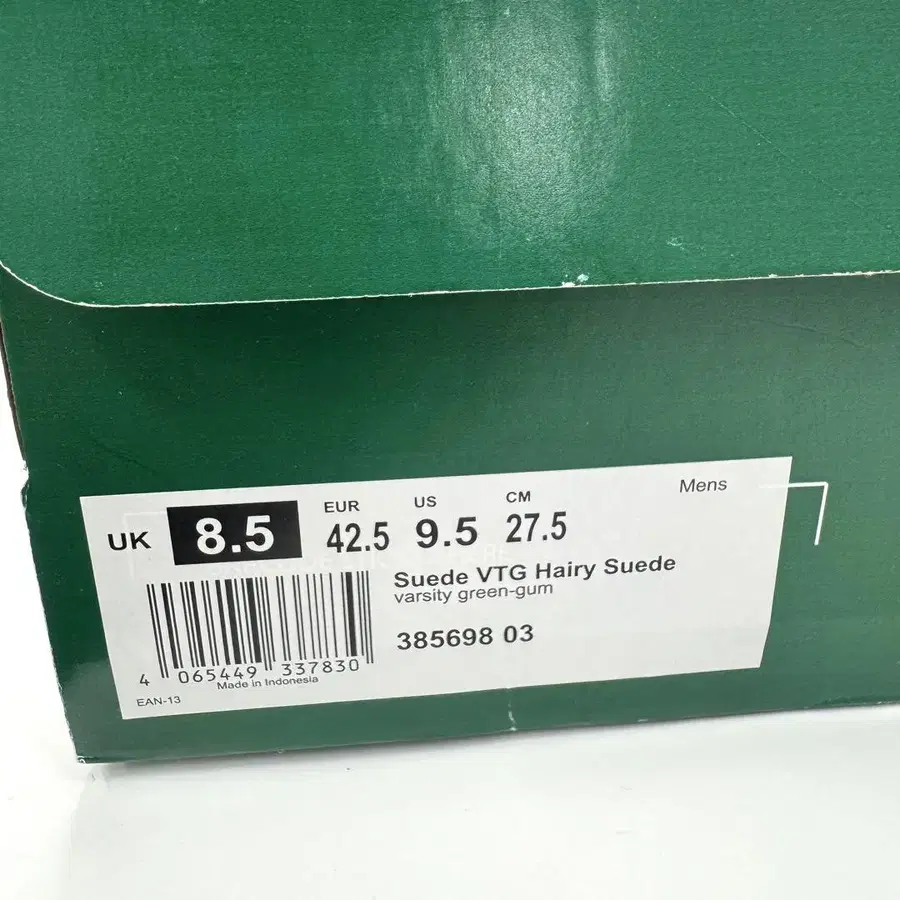 Mens
UK 8.5 EUR 42.5 US 9.5 CM 27.5
Suede VTG Hairy Suede
varsity green-gum
385698 03
4 065449 337830
Made in Indonesia
EAN-13